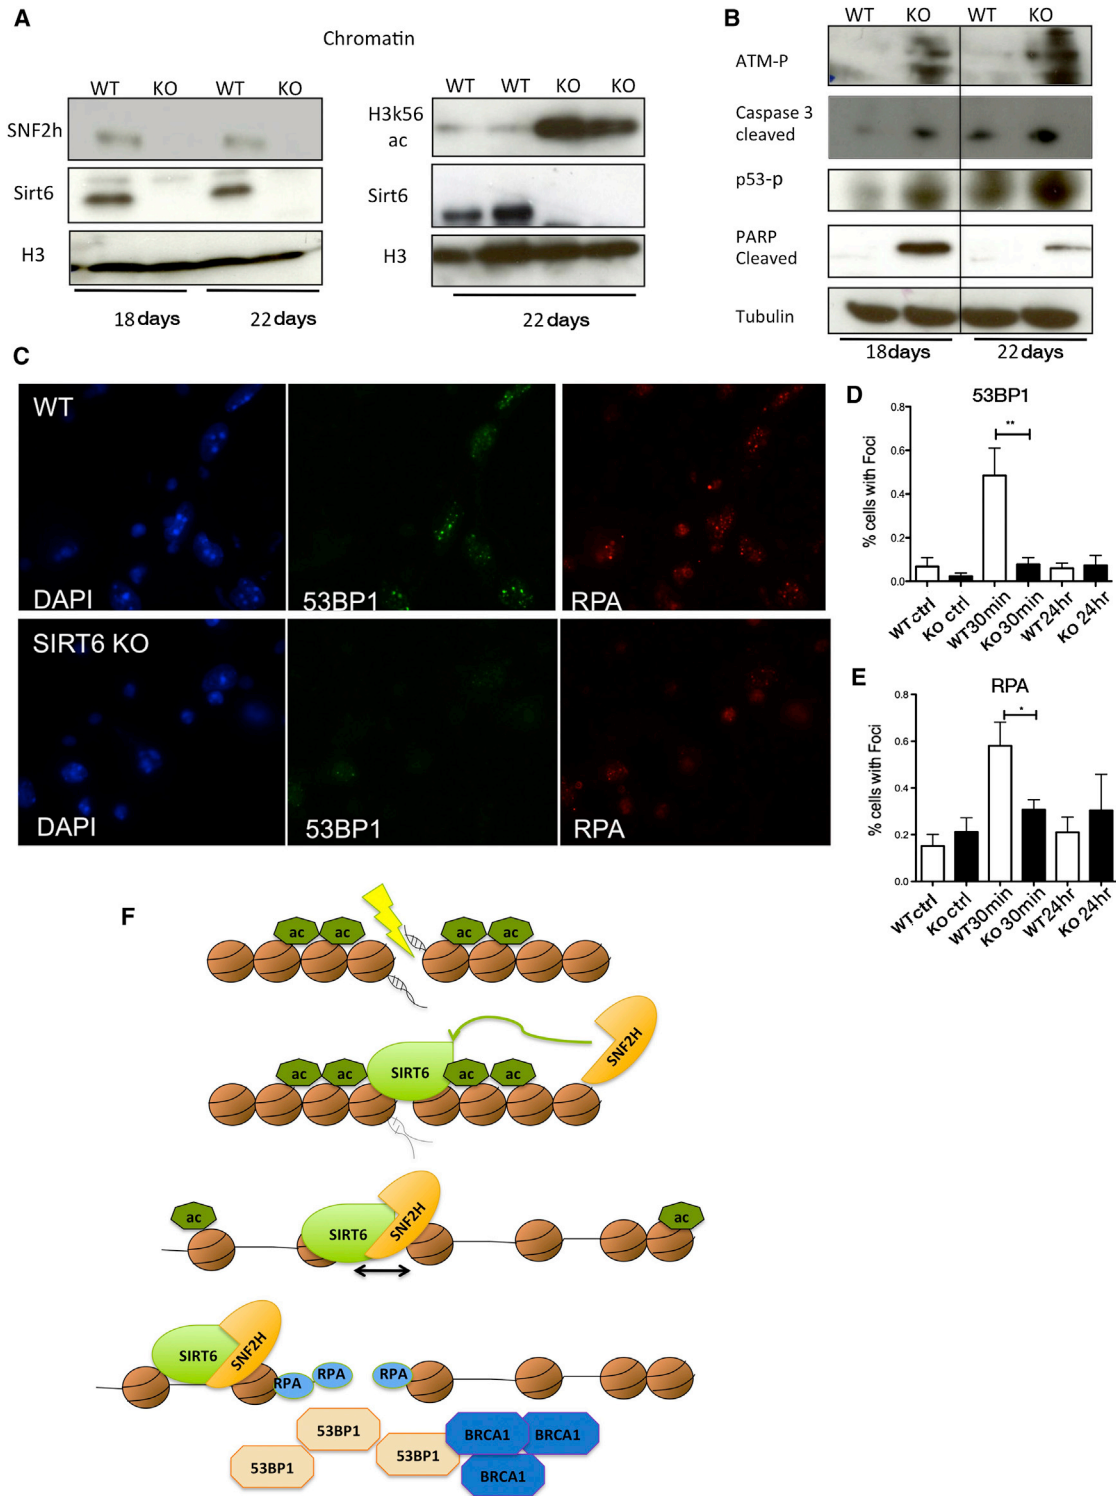 A
Chromatin
WT KO WT KO
SNF2h
Sirt6
H3
18 days 22 days
WT WT KO KO
H3k56
ac
Sirt6
H3
22 days
B
WT KO WT KO
ATM-P
Caspase 3
cleaved
p53-p
PARP
Cleaved
Tubulin
18days 22 days
C
WT
DAPI 53BP1 RPA
SIRT6 KO
DAPI 53BP1 RPA
D
53BP1
% cells with Foci
0.8
0.6
0.4
0.2
0.0
**
WT ctrl KO ctrl WT30min KO 30min WT 24hr KO 24hr
E
RPA
% cells with Foci
0.8
0.6
0.4
0.2
0.0
*
WT ctrl KO ctrl WT30min KO 30min WT 24hr KO 24hr
F
ac ac ac ac
SNF2H
ac ac SIRT6 ac ac
ac SIRT6 SNF2H ac
SIRT6 SNF2H
RPA RPA RPA
53BP1 BRCA1 BRCA1
53BP1 53BP1
BRCA1